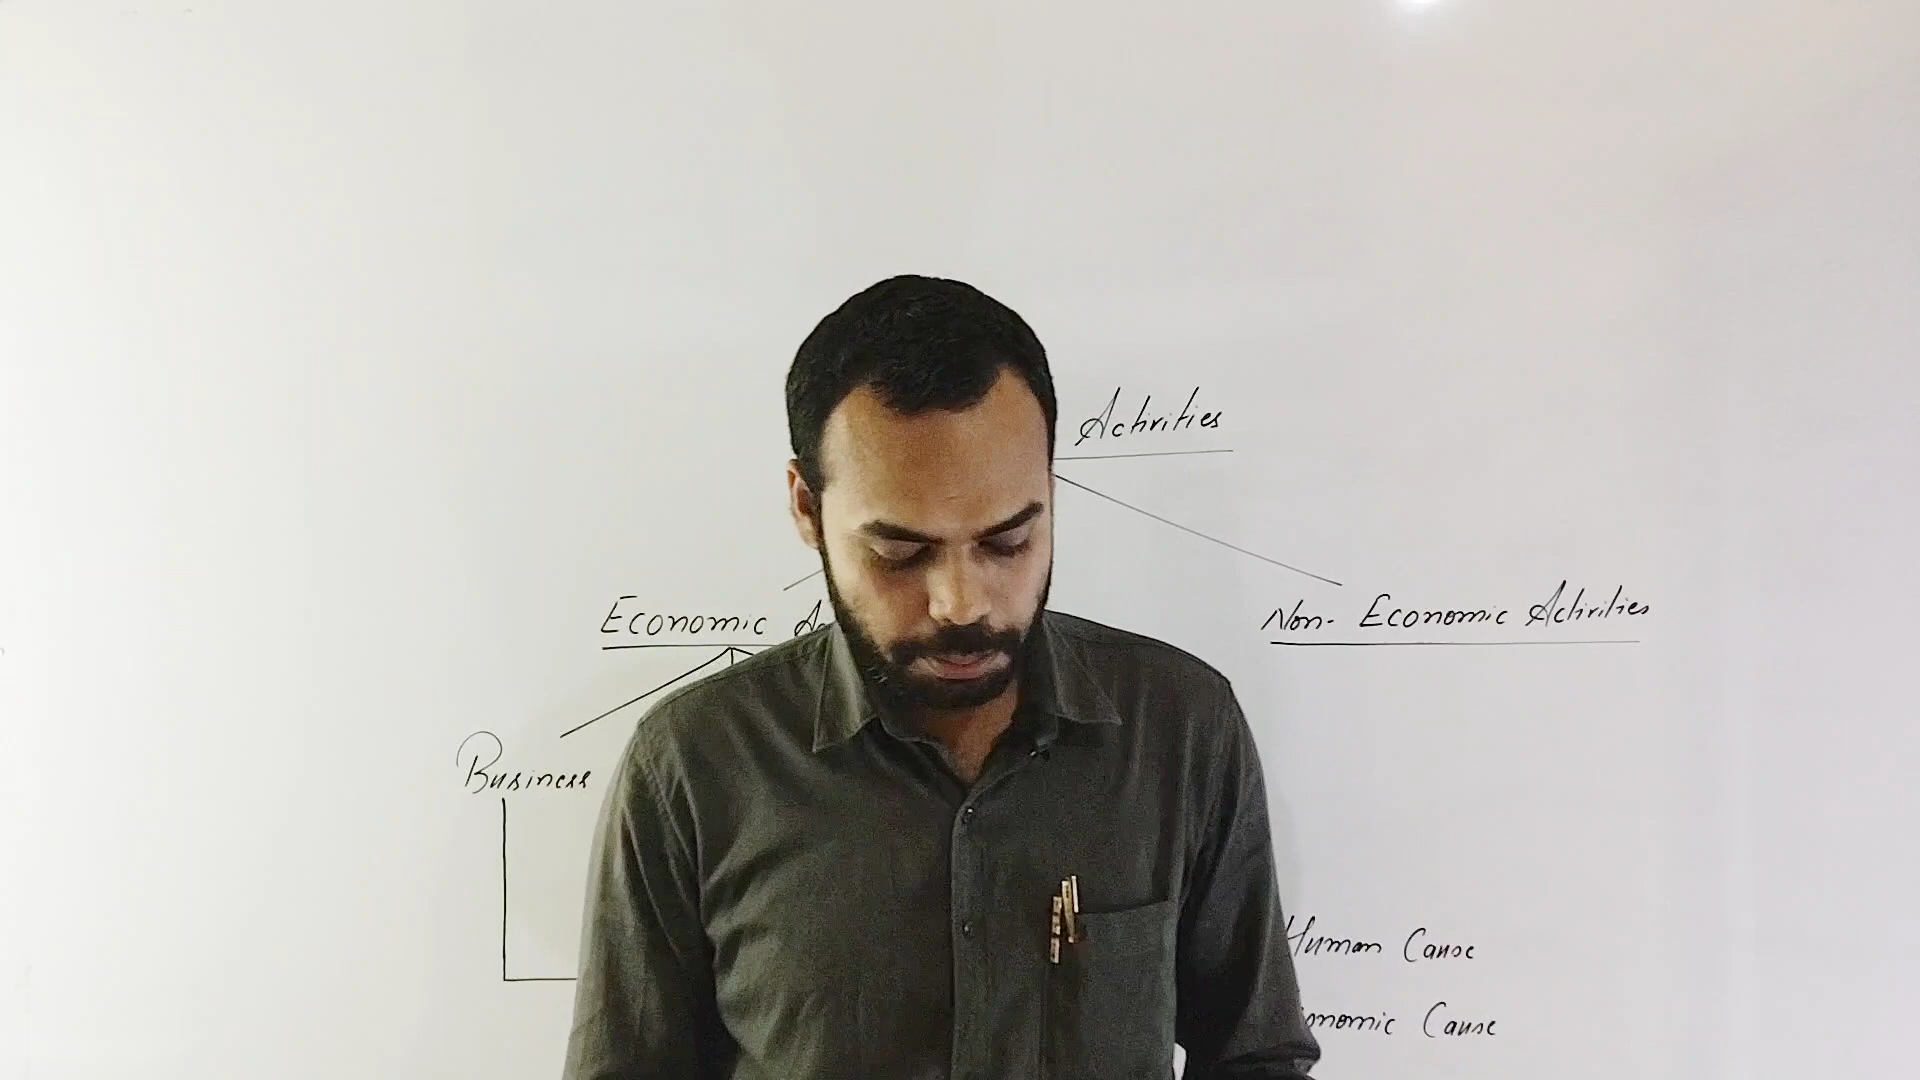 Activities
Economic
Non- Economic Activities
Business
Human Cause
Cause